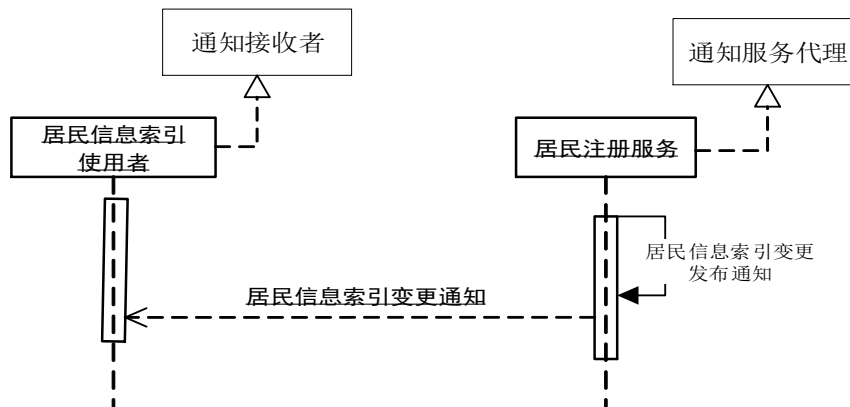 通知接收者
通知服务代理
居民信息索引
使用者
居民注册服务
居民信息索引变更
发布通知
居民信息索引变更通知